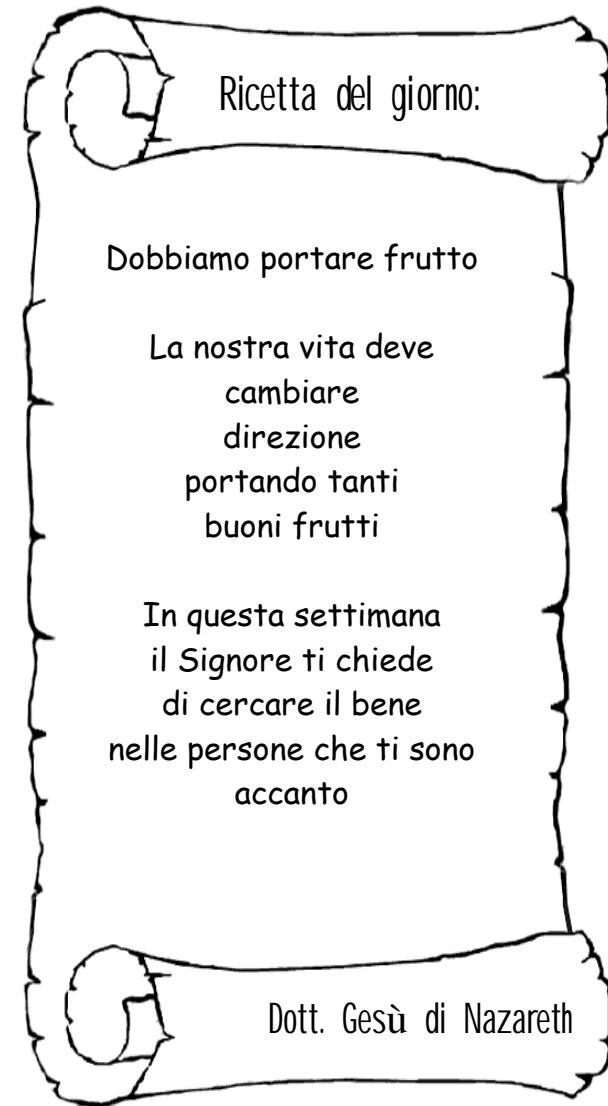 Ricetta del giorno:
Dobbiamo portare frutto
La nostra vita deve
cambiare
direzione
portando tanti
buoni frutti
In questa settimana
il Signore ti chiede
di cercare il bene
nelle persone che ti sono
accanto
Dott. Gesù di Nazareth